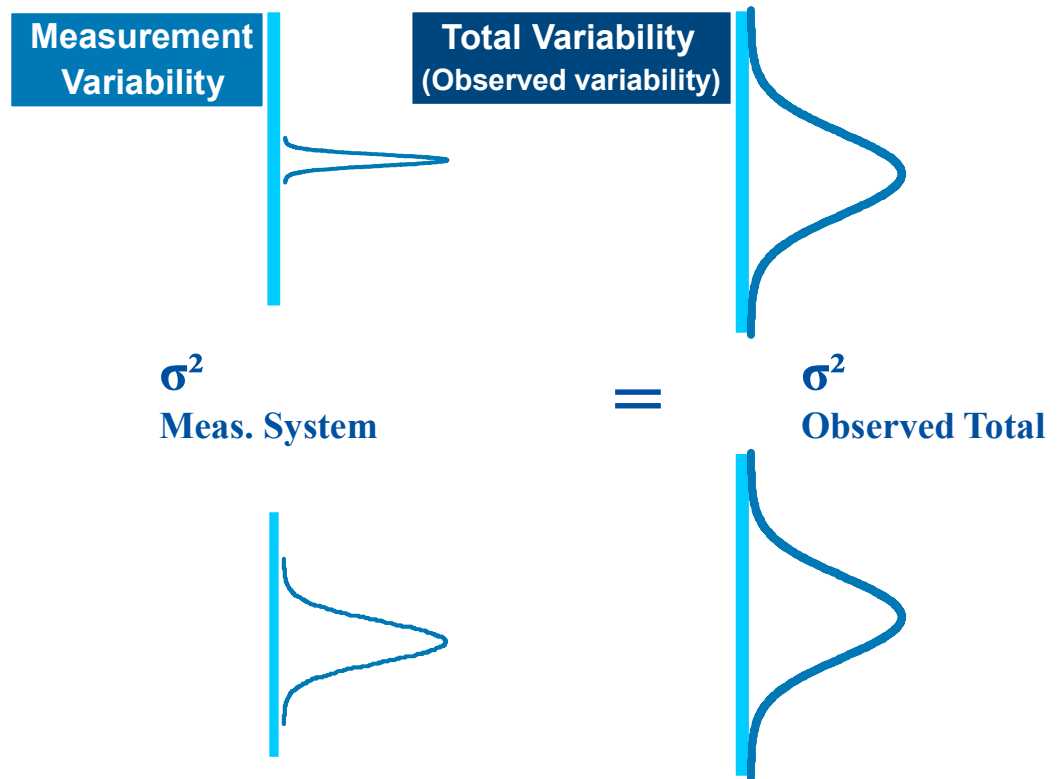 Measurement
Variability
Total Variability
(Observed variability)
σ²
Meas. System
=
σ²
Observed Total